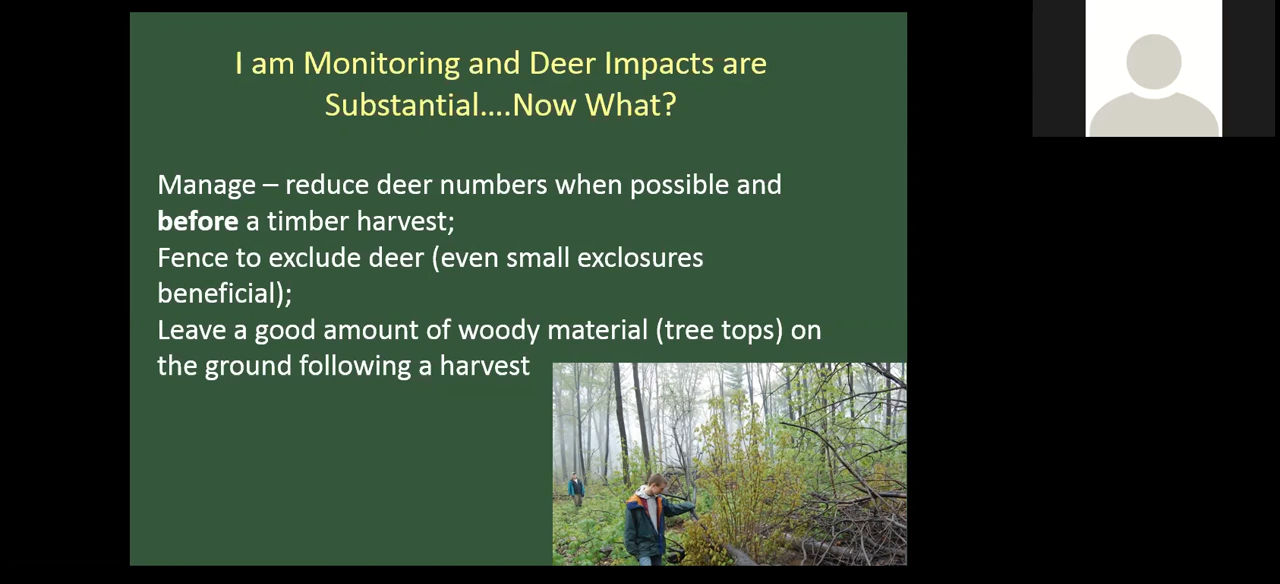 I am Monitoring and Deer Impacts are
Substantial....Now What?
Manage – reduce deer numbers when possible and
before a timber harvest;
Fence to exclude deer (even small exclosures
beneficial);
Leave a good amount of woody material (tree tops) on
the ground following a harvest